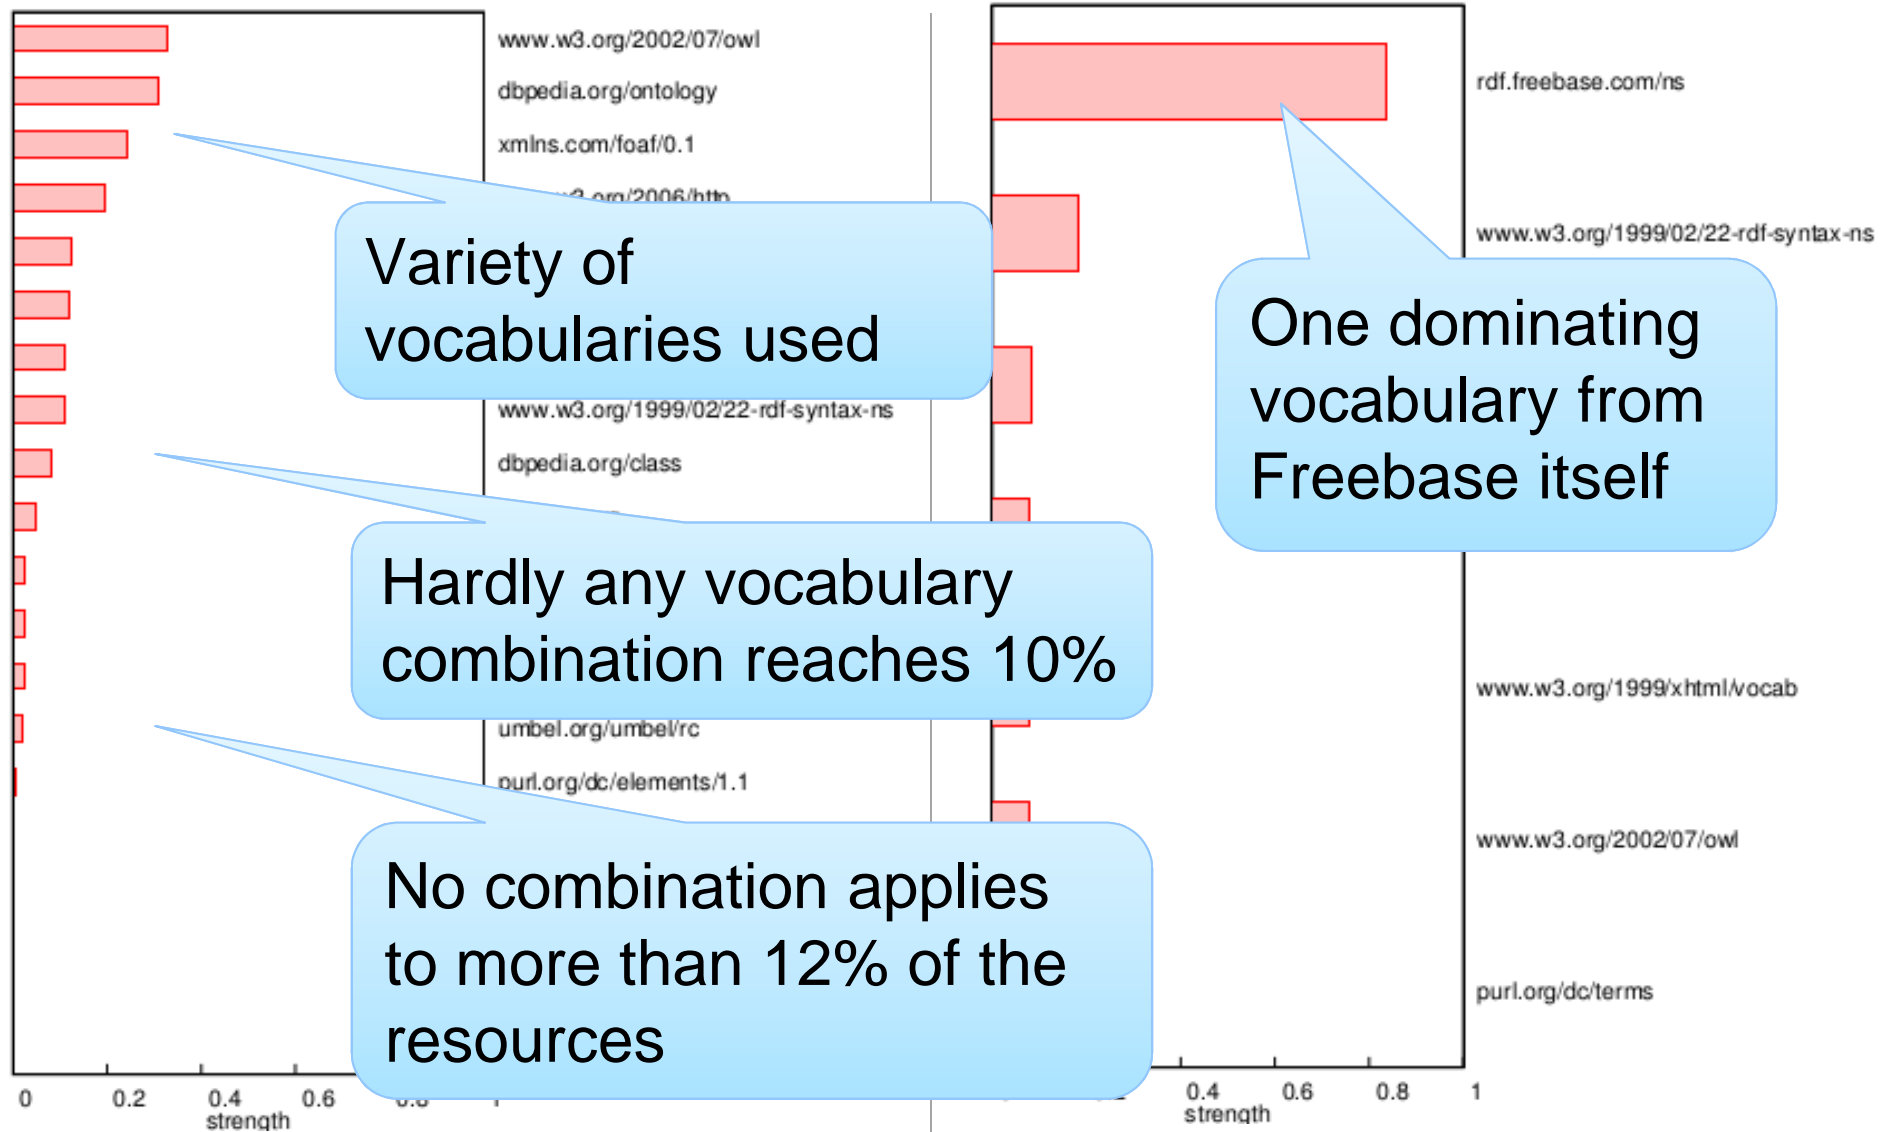 www.w3.org/2002/07/owl
dbpedia.org/ontology
xmlns.com/foaf/0.1
w3.org/2006/http
Variety of
vocabularies used
www.w3.org/1999/02/22-rdf-syntax-ns
dbpedia.org/class
Hardly any vocabulary
combination reaches 10%
umbel.org/umbel/rc
purl.org/dc/elements/1.1
No combination applies
to more than 12% of the
resources
0 0.2 0.4 0.6
strength
rdf.freebase.com/ns
www.w3.org/1999/02/22-rdf-syntax-ns
One dominating
vocabulary from
Freebase itself
www.w3.org/1999/xhtml/vocab
www.w3.org/2002/07/owl
purl.org/dc/terms
0.4 0.6 0.8 1
strength